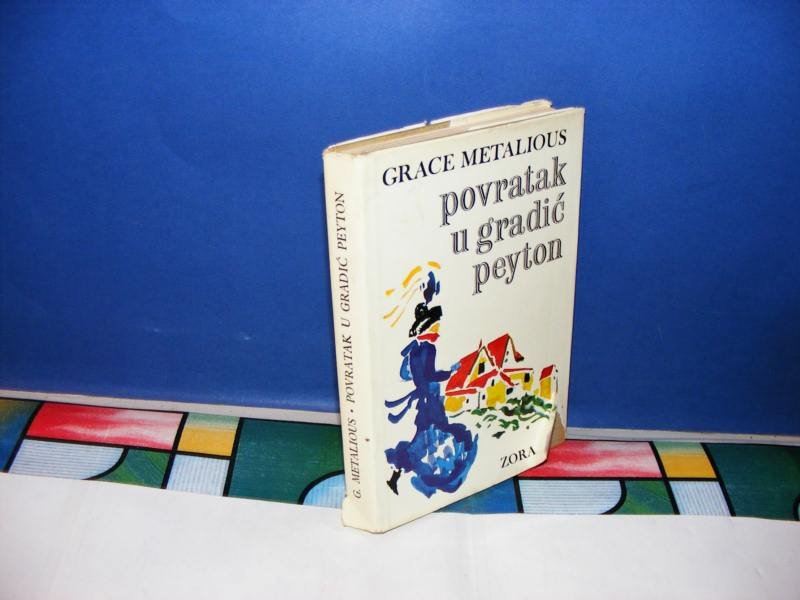 GRACE METALIOUS
povratak
u gradić
peyton
ZORA
G. METALIOUS • POVRATAK U GRADIĆ PEYTON